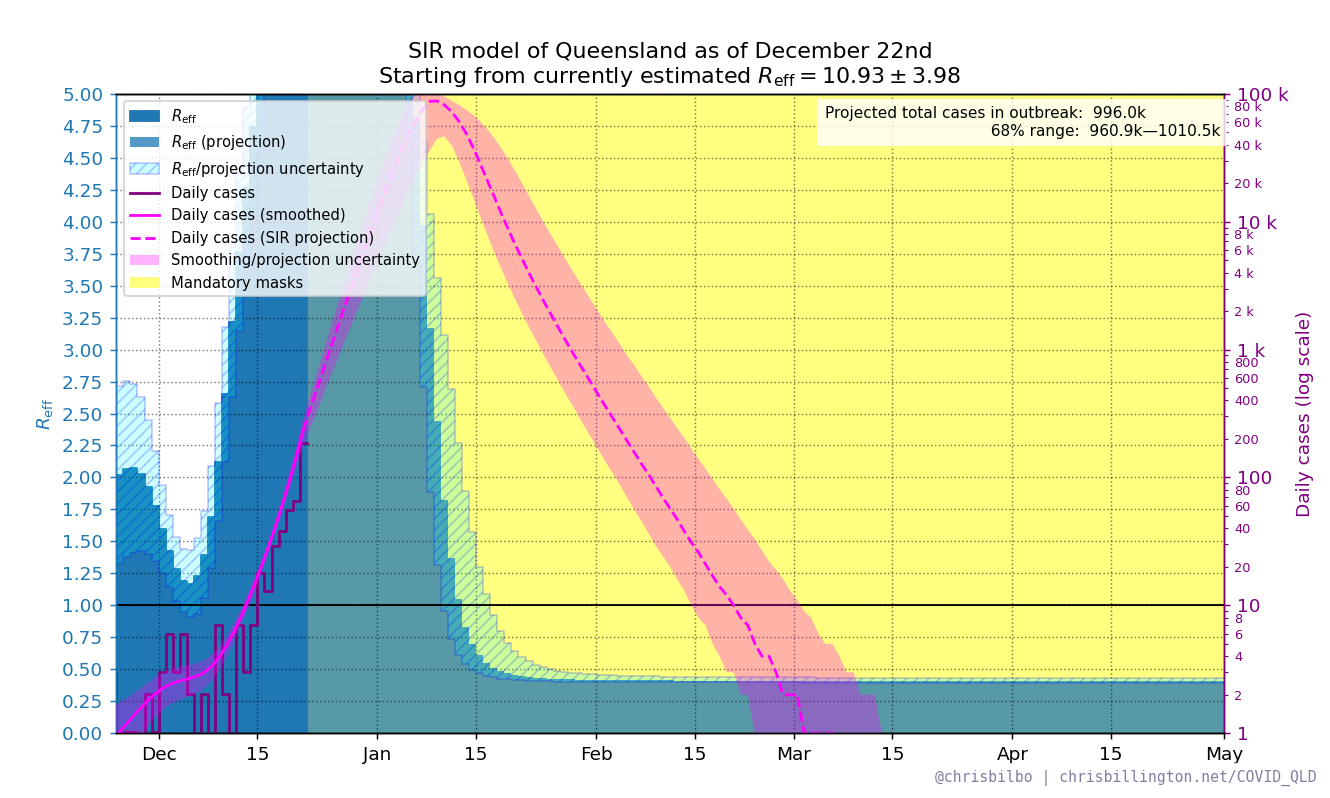 SIR model of Queensland as of December 22nd
Starting from currently estimated R_eff = 10.93 ± 3.98
Projected total cases in outbreak: 996.0k
68% range: 960.9k—1010.5k
R_eff
R_eff (projection)
R_eff/projection uncertainty
Daily cases
Daily cases (smoothed)
Daily cases (SIR projection)
Smoothing/projection uncertainty
Mandatory masks
R_eff
5.00
4.75
4.50
4.25
4.00
3.75
3.50
3.25
3.00
2.75
2.50
2.25
2.00
1.75
1.50
1.25
1.00
0.75
0.50
0.25
0.00
100 k
80 k
60 k
40 k
20 k
10 k
8 k
6 k
4 k
2 k
1 k
800
600
400
200
100
80
60
40
20
10
8
6
4
2
1
Daily cases (log scale)
Dec 15 Jan 15 Feb 15 Mar 15 Apr 15 May
@chrisbilbo | chrisbillington.net/COVID_QLD